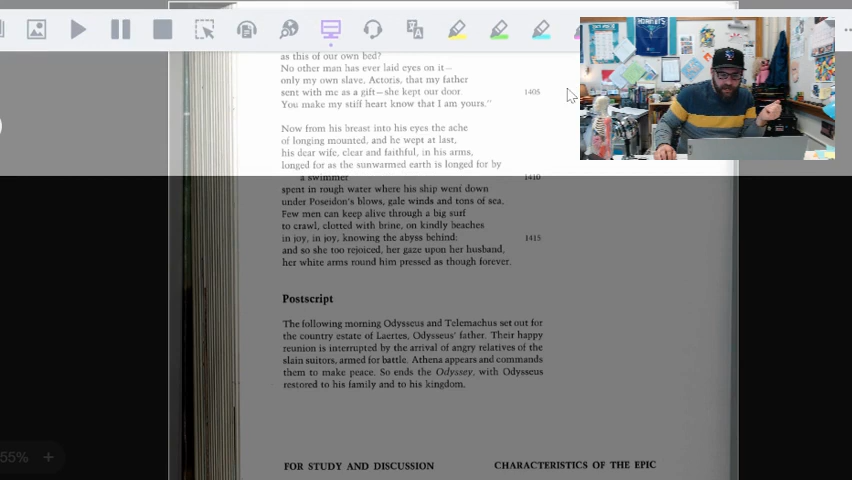 as this of our own bed?
No other man has ever laid eyes on it—
only my own slave, Actoris, that my father
sent with me as a gift—she kept our door. 1405
You make my stiff heart know that I am yours."
Now from his breast into his eyes the ache
of longing mounted, and he wept at last,
his dear wife, clear and faithful, in his arms,
longed for as the sunwarmed earth is longed for by
a swimmer 1410
spent in rough water where his ship went down
under Poseidon's blows, gale winds and tons of sea.
Few men can keep alive through a big surf
to crawl, clotted with brine, on kindly beaches
in joy, in joy, knowing the abyss behind: 1415
and so she too rejoiced, her gaze upon her husband,
her white arms round him pressed as though forever.
Postscript
The following morning Odysseus and Telemachus set out for
the country estate of Laertes, Odysseus' father. Their happy
reunion is interrupted by the arrival of angry relatives of the
slain suitors, armed for battle. Athena appears and commands
them to make peace. So ends the Odyssey, with Odysseus
restored to his family and to his kingdom.
55% +
FOR STUDY AND DISCUSSION
CHARACTERISTICS OF THE EPIC